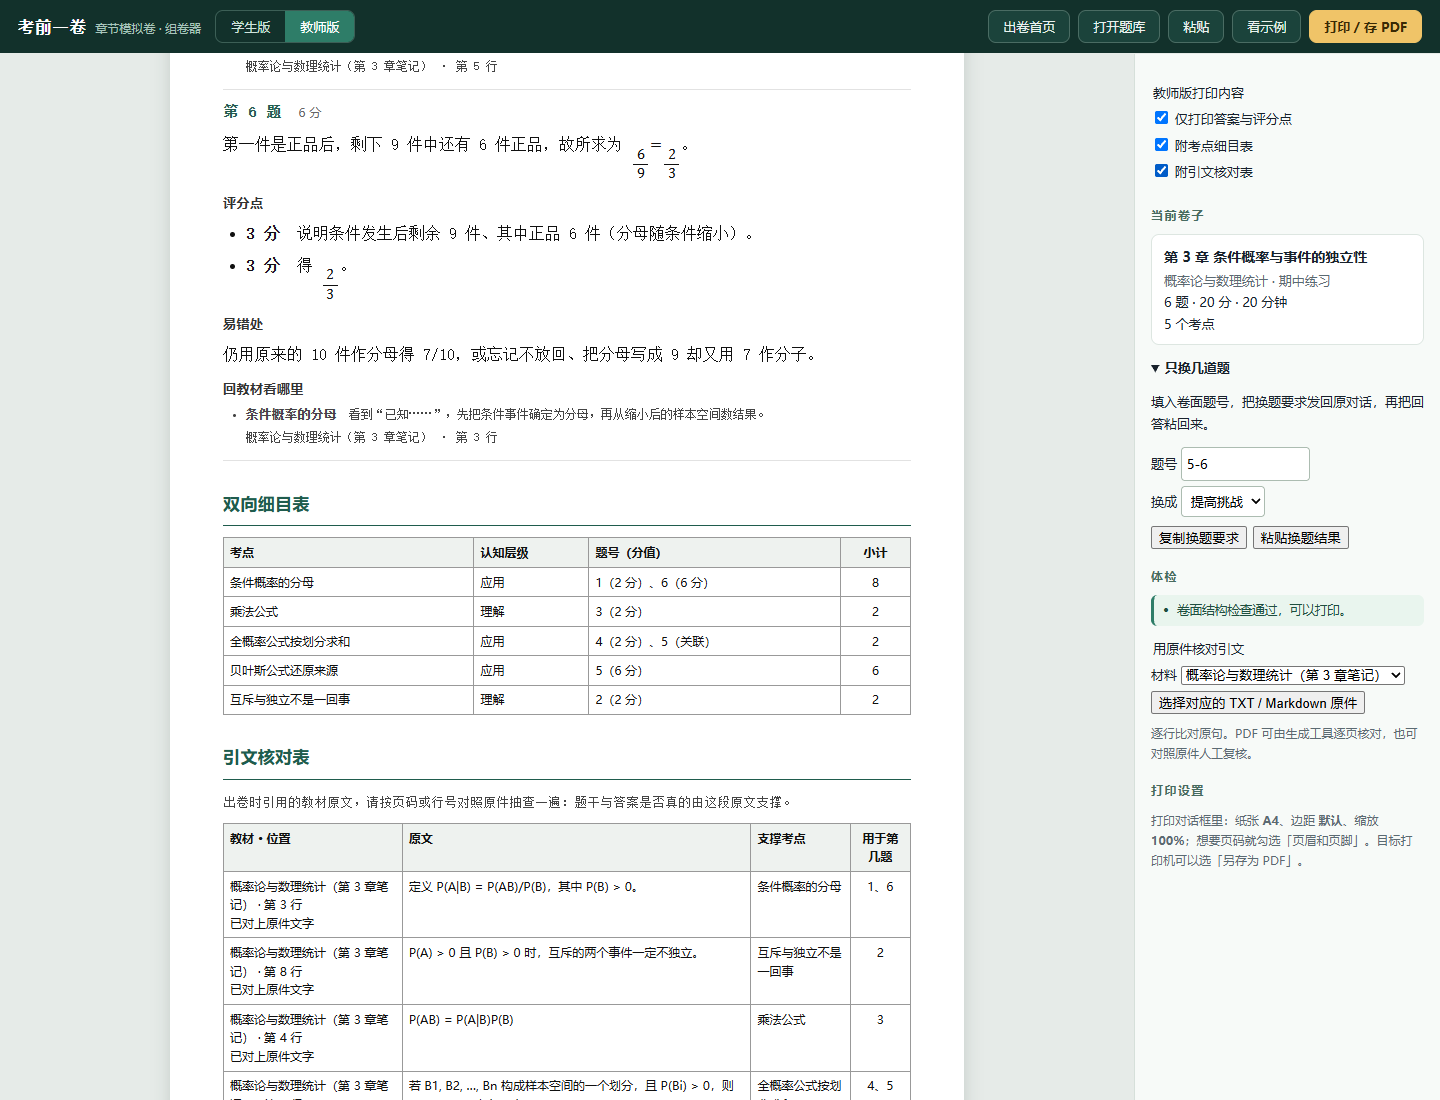 考前一卷 章节模拟卷 · 组卷器 学生版 教师版 出卷首页 打开题库 粘贴 看示例 打印 / 存 PDF
概率论与数理统计（第 3 章笔记） · 第 5 行
第 6 题 6 分
第一件是正品后，剩下 9 件中还有 6 件正品，故所求为 6/9 = 2/3。
评分点
• 3 分 说明条件发生后剩余 9 件、其中正品 6 件（分母随条件缩小）。
• 3 分 得 2/3。
易错处
仍用原来的 10 件作分母得 7/10，或忘记不放回、把分母写成 9 却又用 7 作分子。
回教材看哪里
• 条件概率的分母 看到“已知……”，先把条件事件确定为分母，再从缩小后的样本空间数结果。
概率论与数理统计（第 3 章笔记） · 第 3 行
双向细目表
考点 认知层级 题号（分值） 小计
条件概率的分母 应用 1（2 分）、6（6 分） 8
乘法公式 理解 3（2 分） 2
全概率公式按划分求和 应用 4（2 分）、5（关联） 2
贝叶斯公式还原来源 应用 5（6 分） 6
互斥与独立不是一回事 理解 2（2 分） 2
引文核对表
出卷时引用的教材原文，请按页码或行号对照原件抽查一遍：题干与答案是否真的由这段原文支撑。
教材 · 位置 原文 支撑考点 用于第
几题
概率论与数理统计（第 3 章笔 定义 P(A|B) = P(AB)/P(B)，其中 P(B) > 0。 条件概率的分母 1、6
记） · 第 3 行
已对上原件文字
概率论与数理统计（第 3 章笔 P(A) > 0 且 P(B) > 0 时，互斥的两个事件一定不独立。 互斥与独立不是 2
记） · 第 8 行 一回事
已对上原件文字
概率论与数理统计（第 3 章笔 P(AB) = P(A|B)P(B) 乘法公式 3
记） · 第 4 行
已对上原件文字
概率论与数理统计（第 3 章笔 若 B1, B2, ..., Bn 构成样本空间的一个划分，且 P(Bi) > 0，则 全概率公式按划 4、5
教师版打印内容
仅打印答案与评分点
附考点细目表
附引文核对表
当前卷子
第 3 章 条件概率与事件的独立性
概率论与数理统计 · 期中练习
6 题 · 20 分 · 20 分钟
5 个考点
▼ 只换几道题
填入卷面题号，把换题要求发回原对话，再把回
答粘回来。
题号 5-6
换成 提高挑战
复制换题要求 粘贴换题结果
体检
• 卷面结构检查通过，可以打印。
用原件核对引文
材料 概率论与数理统计（第 3 章笔记）
选择对应的 TXT / Markdown 原件
逐行比对原句。PDF 可由生成工具逐页核对，也可
对照原件人工复核。
打印设置
打印对话框里：纸张 A4、边距 默认、缩放
100%；想要页码就勾选「页眉和页脚」。目标打
印机可以选「另存为 PDF」。